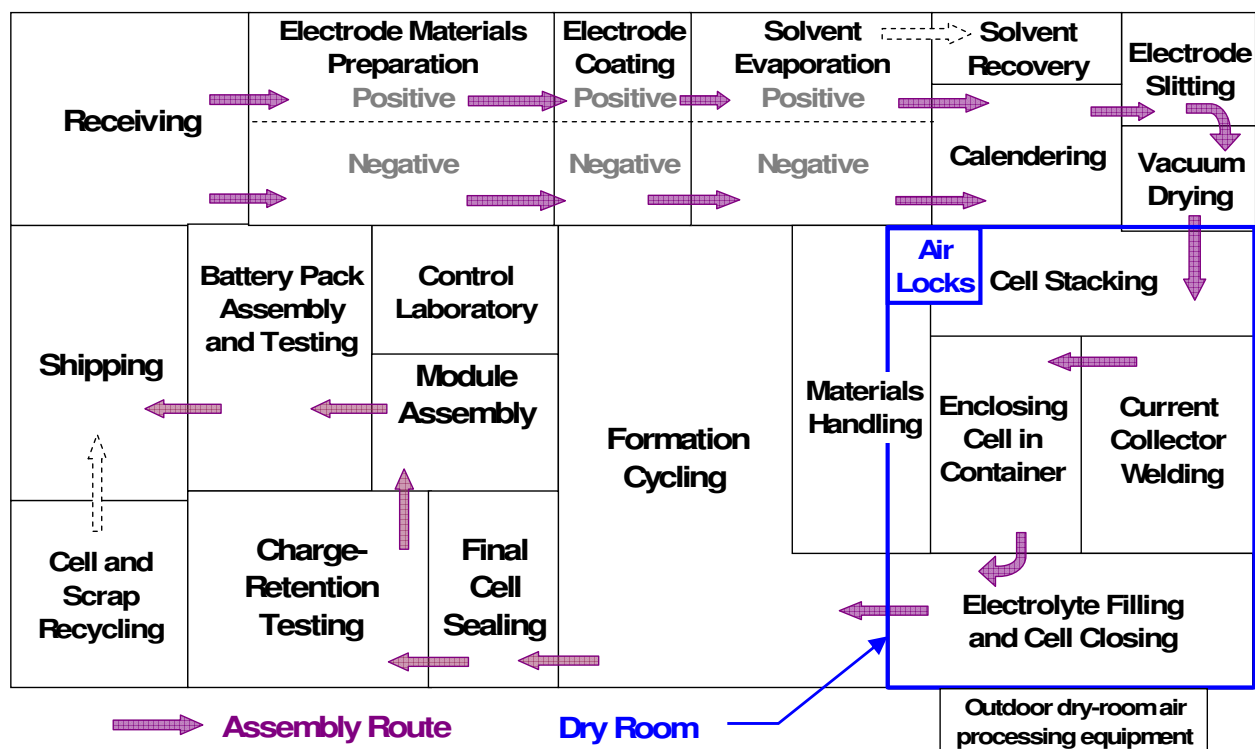 Receiving
Electrode Materials
Preparation
Positive
Negative
Electrode
Coating
Positive
Negative
Solvent
Evaporation
Positive
Negative
Solvent
Recovery
Calendering
Electrode
Slitting
Vacuum
Drying
Shipping
Battery Pack
Assembly
and Testing
Control
Laboratory
Module
Assembly
Formation
Cycling
Materials
Handling
Air
Locks
Cell Stacking
Enclosing
Cell in
Container
Current
Collector
Welding
Cell and
Scrap
Recycling
Charge-
Retention
Testing
Final
Cell
Sealing
Electrolyte Filling
and Cell Closing
Assembly Route
Dry Room
Outdoor dry-room air
processing equipment